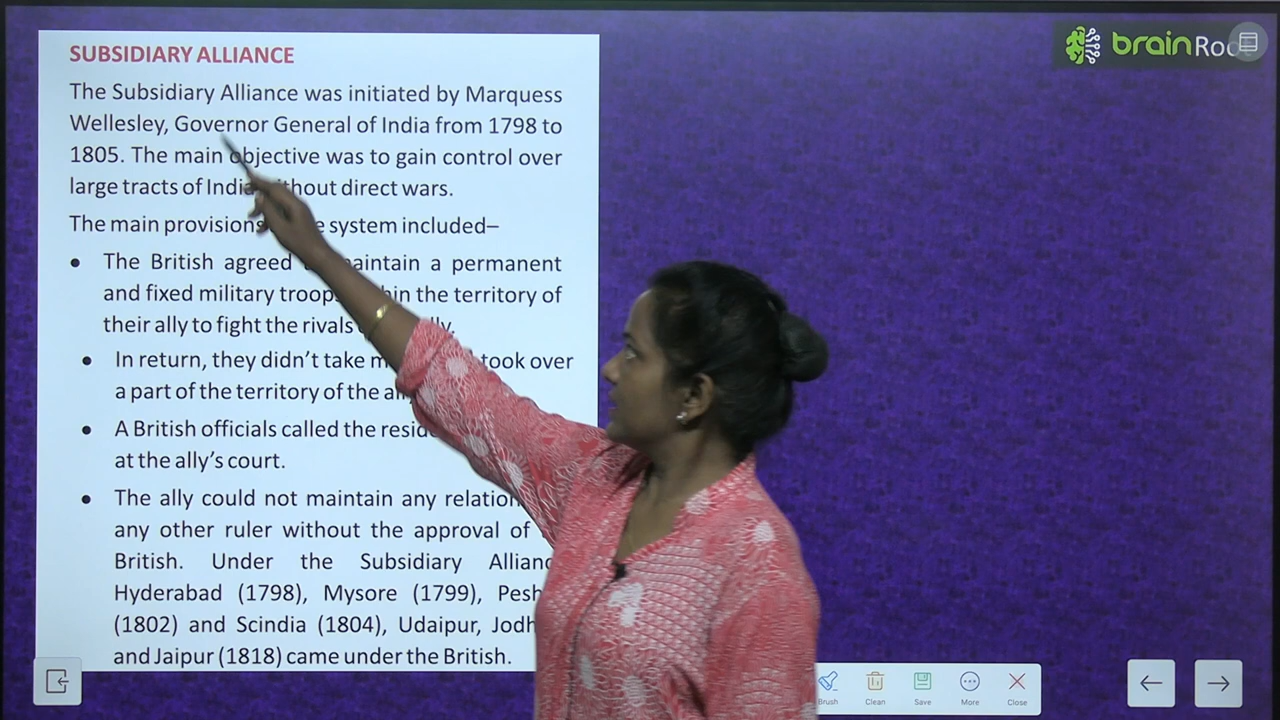 SUBSIDIARY ALLIANCE
The Subsidiary Alliance was initiated by Marquess
Wellesley, Governor General of India from 1798 to
1805. The main objective was to gain control over
large tracts of India without direct wars.
The main provisions system included–
• The British agreed maintain a permanent
and fixed military troops within the territory of
their ally to fight the rivals
• In return, they didn't take took over
a part of the territory of the
• A British officials called the
at the ally's court.
• The ally could not maintain any
any other ruler without the approval of
British. Under the Subsidiary
Hyderabad (1798), Mysore (1799),
(1802) and Scindia (1804), Udaipur,
and Jaipur (1818) came under the British.
brain
Brush Clean Save More Close